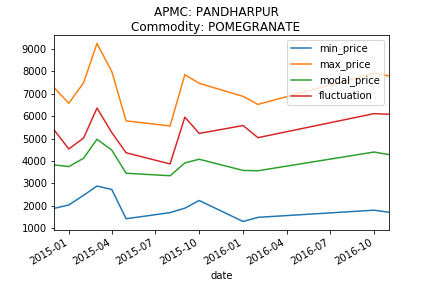 APMC: PANDHARPUR
Commodity: POMEGRANATE
9000
8000
7000
6000
5000
4000
3000
2000
1000
min_price
max_price
modal_price
fluctuation
2015-01
2015-04
2015-07
2015-10
2016-01
2016-04
2016-07
2016-10
date